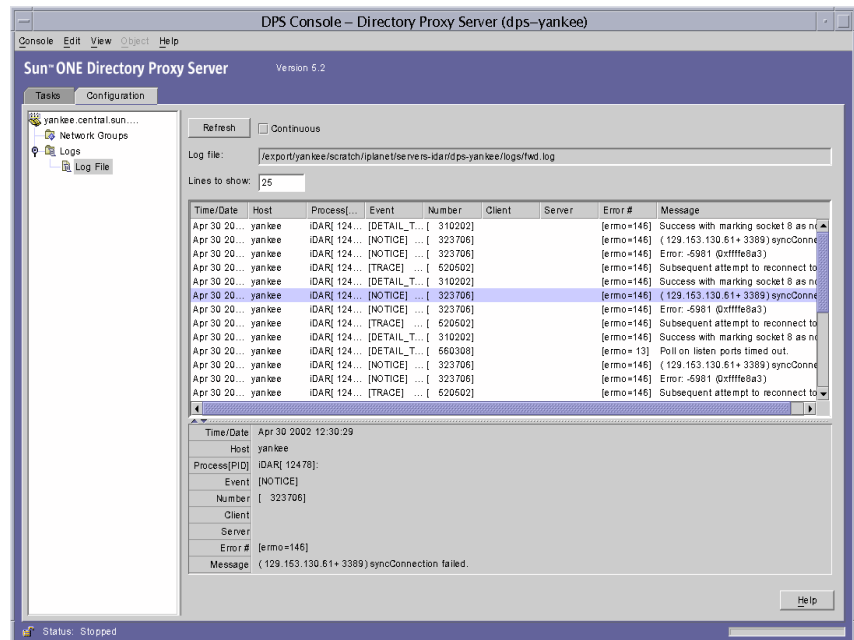 DPS Console – Directory Proxy Server (dps–yankee)
Console Edit View Object Help
Sun™ ONE Directory Proxy Server Version 5.2
Tasks Configuration
yankee.central.sun....
Network Groups
Logs
Log File
Refresh Continuous
Log file: /export/yankee/scratch/iplanet/servers-idar/dps-yankee/logs/fwd.log
Lines to show: 25
Time/Date Host Process[... Event Number Client Server Error # Message
Apr 30 20... yankee iDAR[ 124... [DETAIL_T... [ 310202] [errno=146] Success with marking socket 8 as no
Apr 30 20... yankee iDAR[ 124... [NOTICE] ... [ 323706] [errno=146] (129.153.130.61+ 3389) syncConne
Apr 30 20... yankee iDAR[ 124... [NOTICE] ... [ 323706] [errno=146] Error: -5981 (0xffffe8a3)
Apr 30 20... yankee iDAR[ 124... [TRACE] ... [ 520502] [errno=146] Subsequent attempt to reconnect to
Apr 30 20... yankee iDAR[ 124... [DETAIL_T... [ 310202] [errno=146] Success with marking socket 8 as no
Apr 30 20... yankee iDAR[ 124... [NOTICE] ... [ 323706] [errno=146] (129.153.130.61+ 3389) syncConne
Apr 30 20... yankee iDAR[ 124... [NOTICE] ... [ 323706] [errno=146] Error: -5981 (0xffffe8a3)
Apr 30 20... yankee iDAR[ 124... [TRACE] ... [ 520502] [errno=146] Subsequent attempt to reconnect to
Apr 30 20... yankee iDAR[ 124... [DETAIL_T... [ 310202] [errno=146] Success with marking socket 8 as no
Apr 30 20... yankee iDAR[ 124... [DETAIL_T... [ 560308] [errno= 13] Poll on listen ports timed out.
Apr 30 20... yankee iDAR[ 124... [NOTICE] ... [ 323706] [errno=146] (129.153.130.61+ 3389) syncConne
Apr 30 20... yankee iDAR[ 124... [NOTICE] ... [ 323706] [errno=146] Error: -5981 (0xffffe8a3)
Apr 30 20... yankee iDAR[ 124... [TRACE] ... [ 520502] [errno=146] Subsequent attempt to reconnect to
Time/Date Apr 30 2002 12:30:29
Host yankee
Process[PID] iDAR[ 12478]:
Event [NOTICE]
Number [ 323706]
Client
Server
Error # [errno=146]
Message (129.153.130.61+ 3389) syncConnection failed.
Help
Status: Stopped